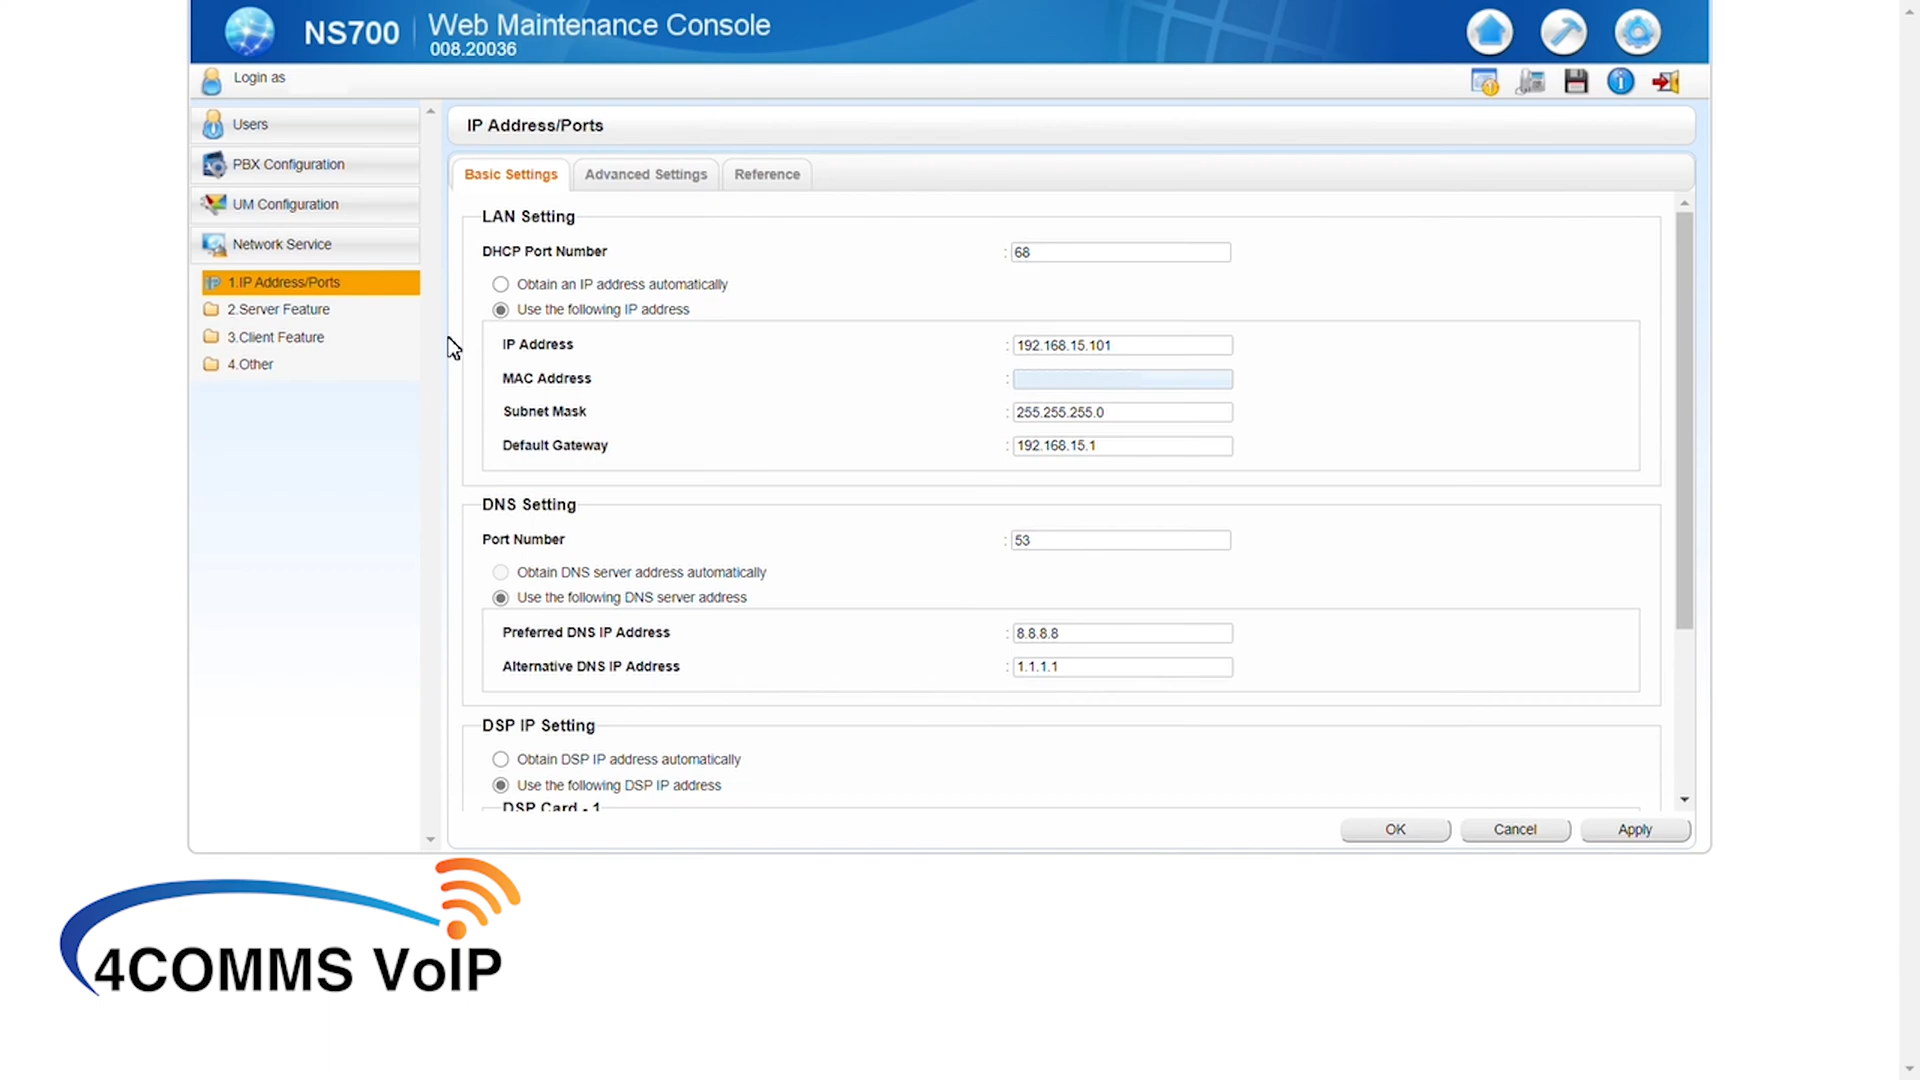 NS700
Web Maintenance Console
008.20036
Login as
Users
PBX Configuration
UM Configuration
Network Service
1.IP Address/Ports
2.Server Feature
3.Client Feature
4.Other
IP Address/Ports
Basic Settings
Advanced Settings
Reference
LAN Setting
DHCP Port Number : 68
Obtain an IP address automatically
Use the following IP address
IP Address : 192.168.15.101
MAC Address :
Subnet Mask : 255.255.255.0
Default Gateway : 192.168.15.1
DNS Setting
Port Number : 53
Obtain DNS server address automatically
Use the following DNS server address
Preferred DNS IP Address : 8.8.8.8
Alternative DNS IP Address : 1.1.1.1
DSP IP Setting
Obtain DSP IP address automatically
Use the following DSP IP address
DSP Card - 1
OK
Cancel
Apply
4COMMS VoIP